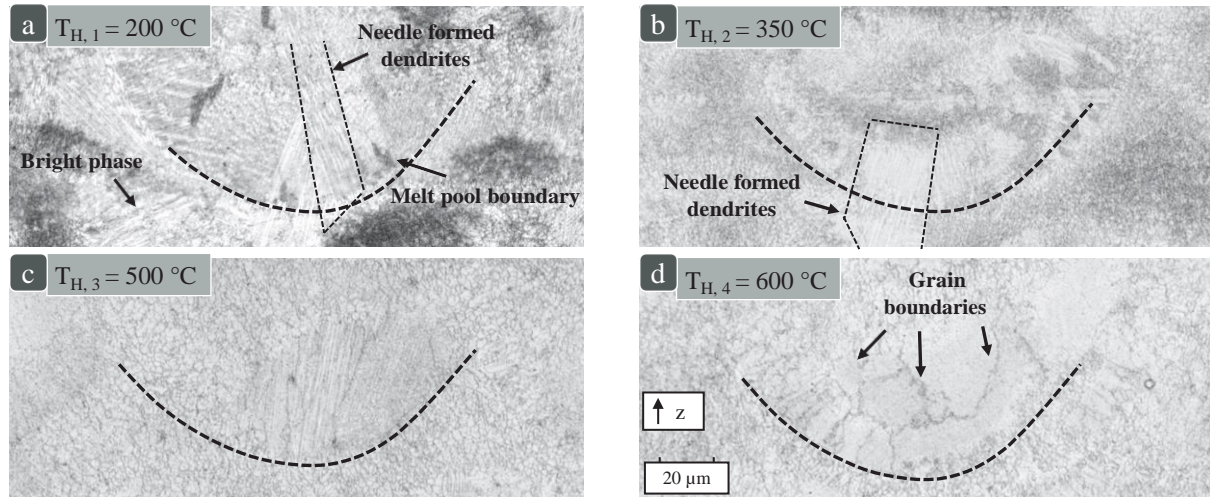 a
T_H, 1 = 200 °C
Needle formed
dendrites
Bright phase
Melt pool boundary
b
T_H, 2 = 350 °C
Needle formed
dendrites
c
T_H, 3 = 500 °C
d
T_H, 4 = 600 °C
Grain
boundaries
z
20 µm